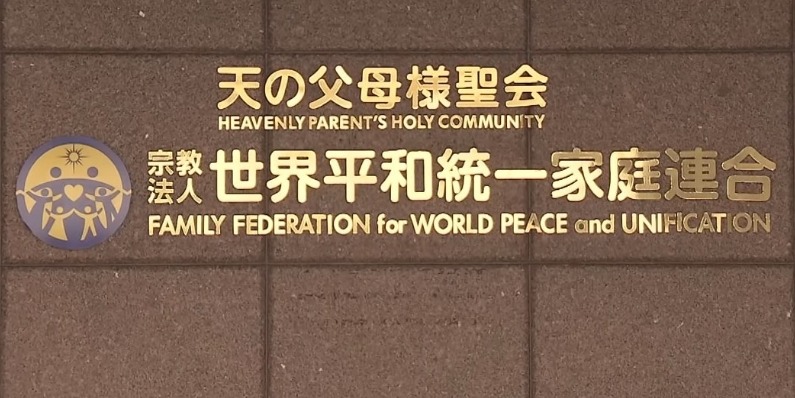 天の父母様聖会
HEAVENLY PARENT'S HOLY COMMUNITY
宗教法人 世界平和統一家庭連合
FAMILY FEDERATION for WORLD PEACE and UNIFICATION